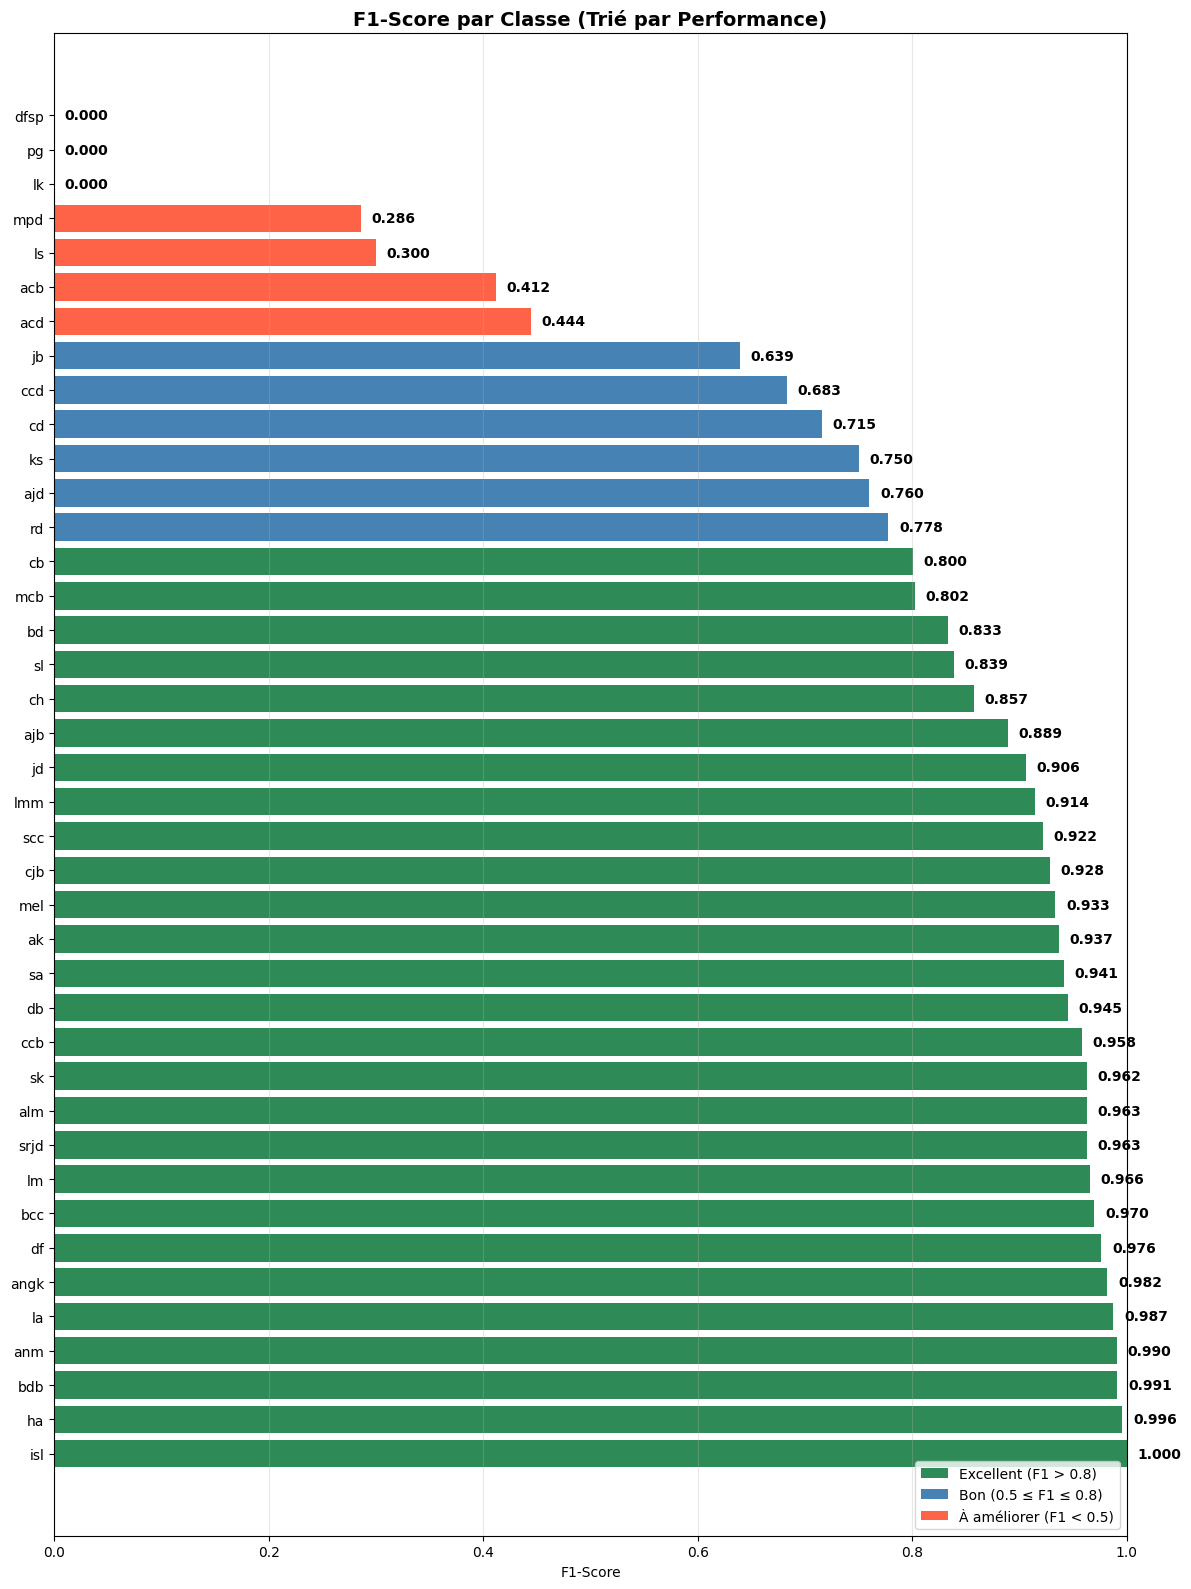 F1-Score par Classe (Trié par Performance)
dfsp 0.000
pg 0.000
lk 0.000
mpd 0.286
ls 0.300
acb 0.412
acd 0.444
jb 0.639
ccd 0.683
cd 0.715
ks 0.750
ajd 0.760
rd 0.778
cb 0.800
mcb 0.802
bd 0.833
sl 0.839
ch 0.857
ajb 0.889
jd 0.906
lmm 0.914
scc 0.922
cjb 0.928
mel 0.933
ak 0.937
sa 0.941
db 0.945
ccb 0.958
sk 0.962
alm 0.963
srjd 0.963
lm 0.966
bcc 0.970
df 0.976
angk 0.982
la 0.987
anm 0.990
bdb 0.991
ha 0.996
isl 1.000
Excellent (F1 > 0.8)
Bon (0.5 ≤ F1 ≤ 0.8)
À améliorer (F1 < 0.5)
0.0 0.2 0.4 0.6 0.8 1.0
F1-Score